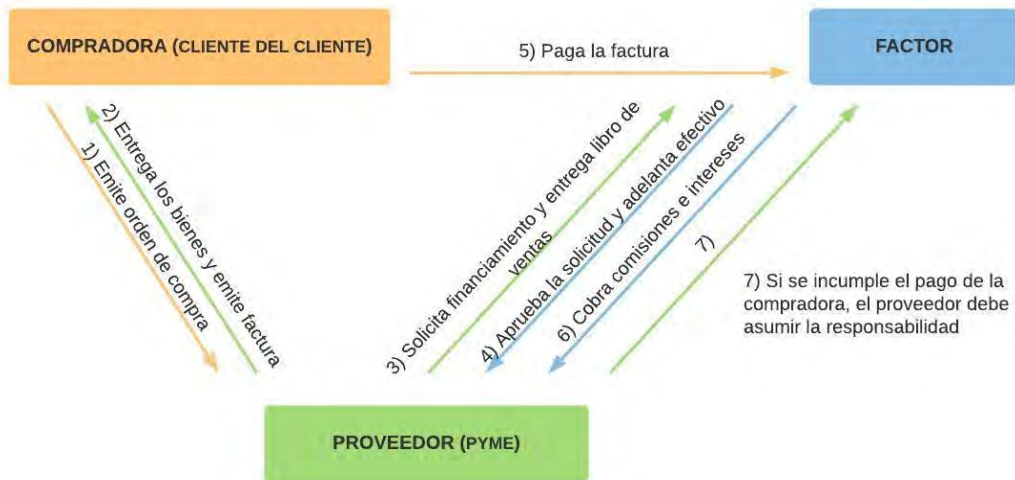 COMPRADORA (CLIENTE DEL CLIENTE)
5) Paga la factura
FACTOR
1) Emite orden de compra
2) Entrega los bienes y emite factura
3) Solicita financiamiento y entrega libro de
ventas
4) Aprueba la solicitud y adelanta efectivo
6) Cobra comisiones e intereses
7)
7) Si se incumple el pago de la
compradora, el proveedor debe
asumir la responsabilidad
PROVEEDOR (PYME)